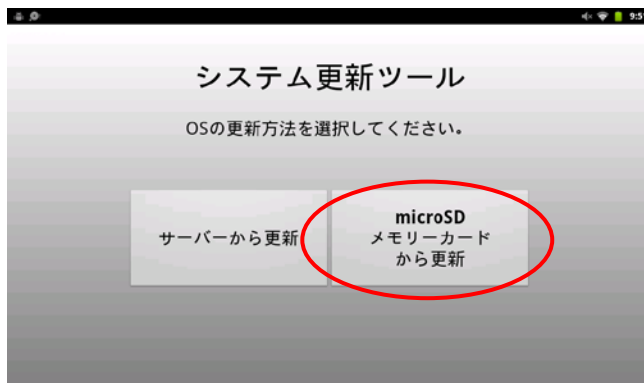 9:5
システム更新ツール
OSの更新方法を選択してください。
サーバーから更新
microSD
メモリーカード
から更新